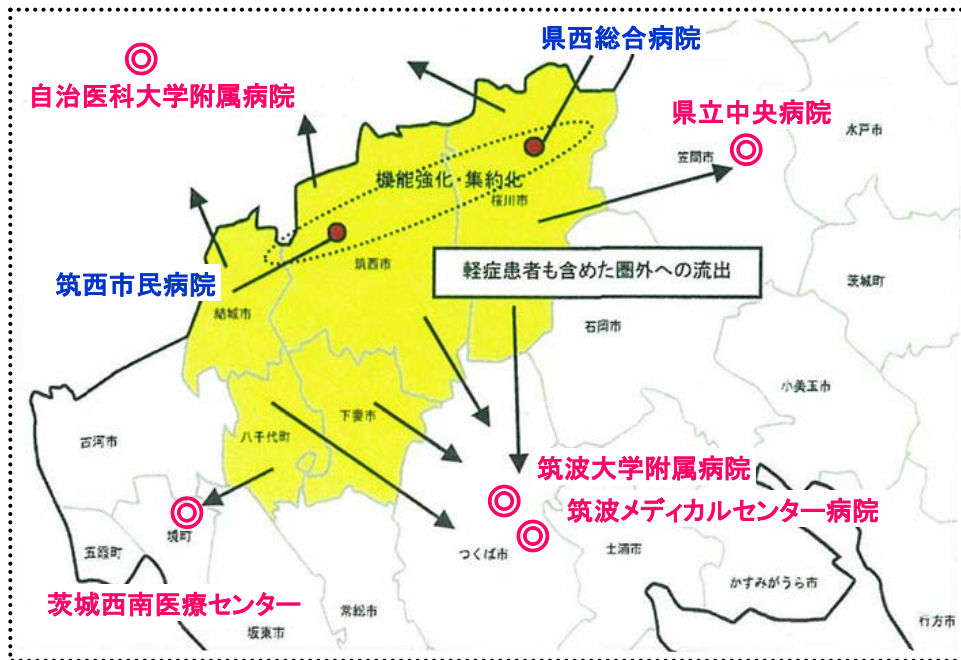 県西総合病院
自治医科大学附属病院
県立中央病院
水戸市
笠間市
機能強化・集約化
桜川市
筑西市
軽症患者も含めた圏外への流出
筑西市民病院
茨城町
結城市
石岡市
小美玉市
下妻市
八千代町
古河市
筑波大学附属病院
筑波メディカルセンター病院
境町
五霞町
つくば市
土浦市
かすみがうら市
茨城西南医療センター
常総市
坂東市
行方市